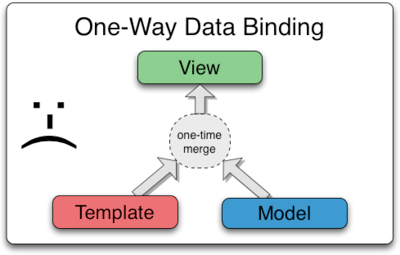 One-Way Data Binding
View
one-time
merge
Template
Model